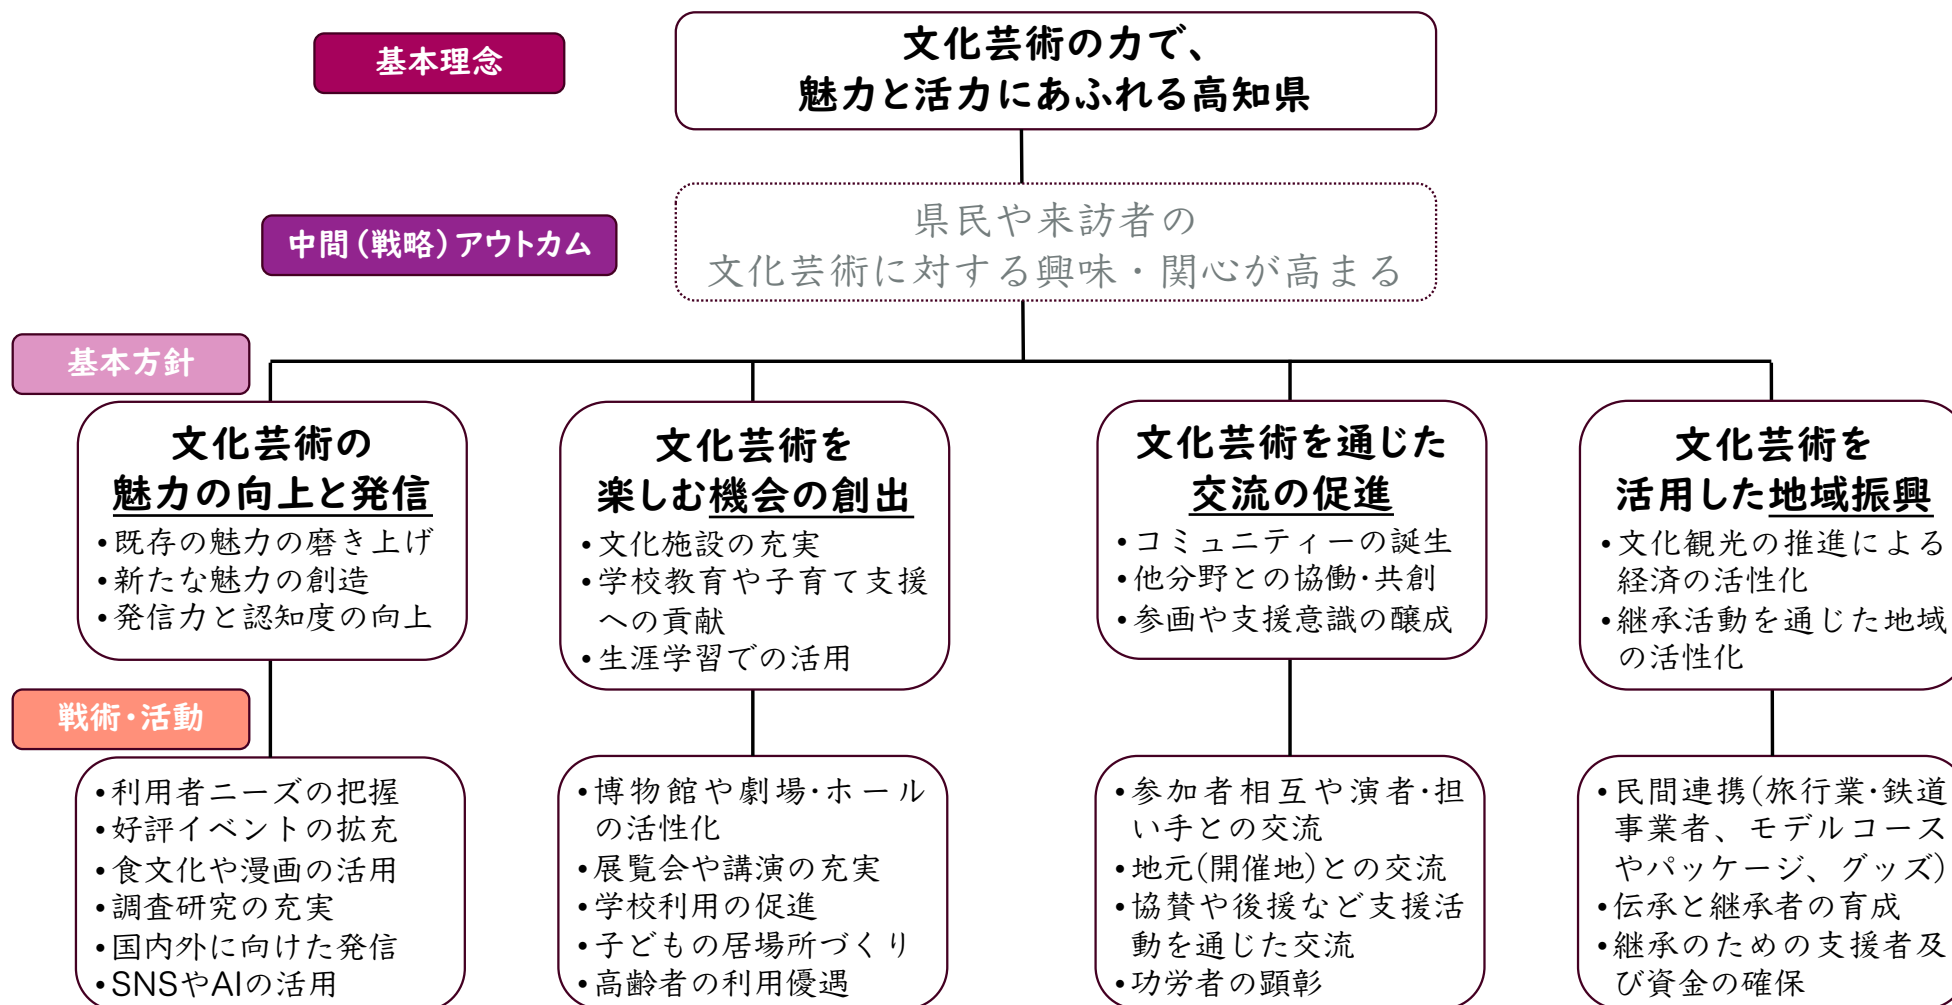 基本理念
文化芸術の力で、
魅力と活力にあふれる高知県
中間(戦略)アウトカム
県民や来訪者の
文化芸術に対する興味・関心が高まる
基本方針
文化芸術の
魅力の向上と発信
•既存の魅力の磨き上げ
•新たな魅力の創造
•発信力と認知度の向上
文化芸術を
楽しむ機会の創出
•文化施設の充実
•学校教育や子育て支援
への貢献
•生涯学習での活用
文化芸術を通じた
交流の促進
•コミュニティーの誕生
•他分野との協働・共創
•参画や支援意識の醸成
文化芸術を
活用した地域振興
•文化観光の推進による
経済の活性化
•継承活動を通じた地域
の活性化
戦術・活動
•利用者ニーズの把握
•好評イベントの拡充
•食文化や漫画の活用
•調査研究の充実
•国内外に向けた発信
•SNSやAIの活用
•博物館や劇場・ホール
の活性化
•展覧会や講演の充実
•学校利用の促進
•子どもの居場所づくり
•高齢者の利用優遇
•参加者相互や演者・担
い手との交流
•地元(開催地)との交流
•協賛や後援など支援活
動を通じた交流
•功労者の顕彰
•民間連携(旅行業・鉄道
事業者、モデルコース
やパッケージ、グッズ)
•伝承と継承者の育成
•継承のための支援者及
び資金の確保